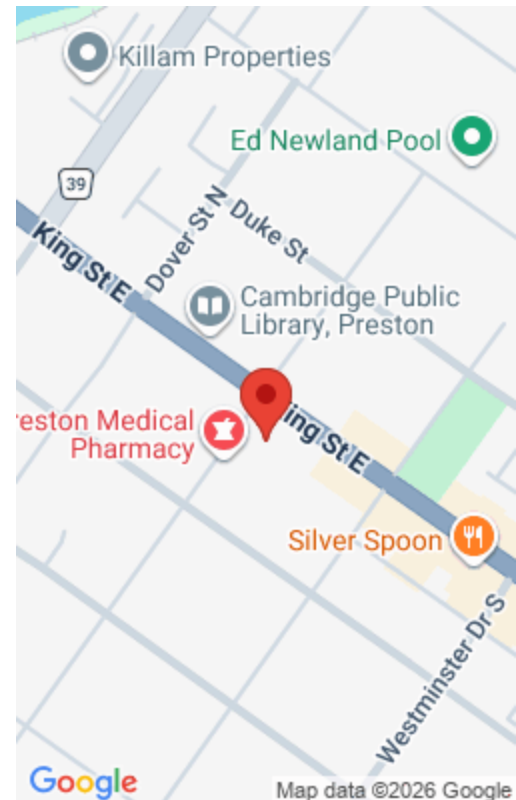 Killam Properties
Ed Newland Pool
39
Dover St N
Duke St
King St E
Cambridge Public
Library, Preston
reston Medical
Pharmacy
ing St E
Silver Spoon
Westminster Dr S
Google
Map data ©2026 Google